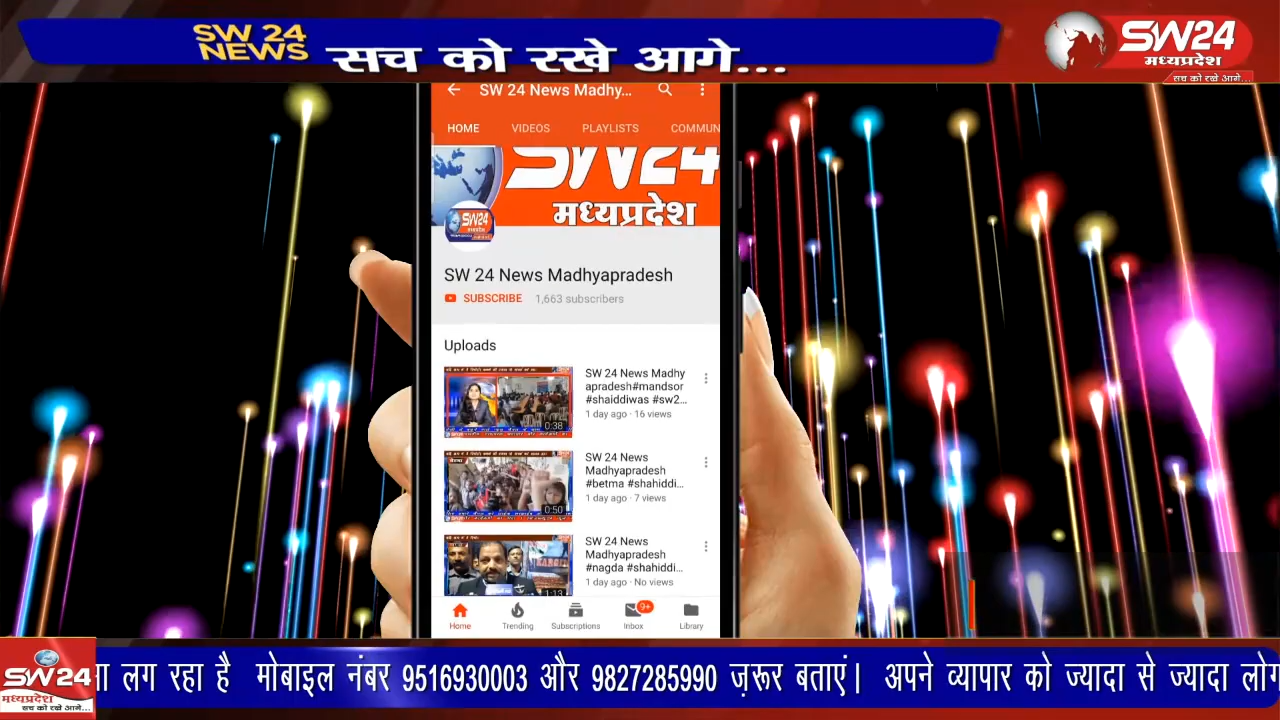 SW 24
NEWS
सच को रखे आगे...
SW24
मध्यप्रदेश
सच को रखे आगे...
SW 24 News Madhy...
HOME VIDEOS PLAYLISTS COMMUN
SW24
मध्यप्रदेश
SW24
SW 24 News Madhyapradesh
SUBSCRIBE 1,663 subscribers
Uploads
SW 24 News Madhy
apradesh#mandsor
#shaiddiwas #sw2...
1 day ago · 16 views
0:38
SW 24 News
Madhyapradesh
#betma #shahiddi...
1 day ago · 7 views
0:50
SW 24 News
Madhyapradesh
#nagda #shahiddi...
1 day ago · No views
1:13
9+
Home Trending Subscriptions Inbox Library
SW24
मध्यप्रदेश
सच को रखे आगे...
लग रहा है मोबाइल नंबर 9516930003 और 9827285990 ज़रूर बताएं। अपने व्यापार को ज्यादा से ज्यादा लोग